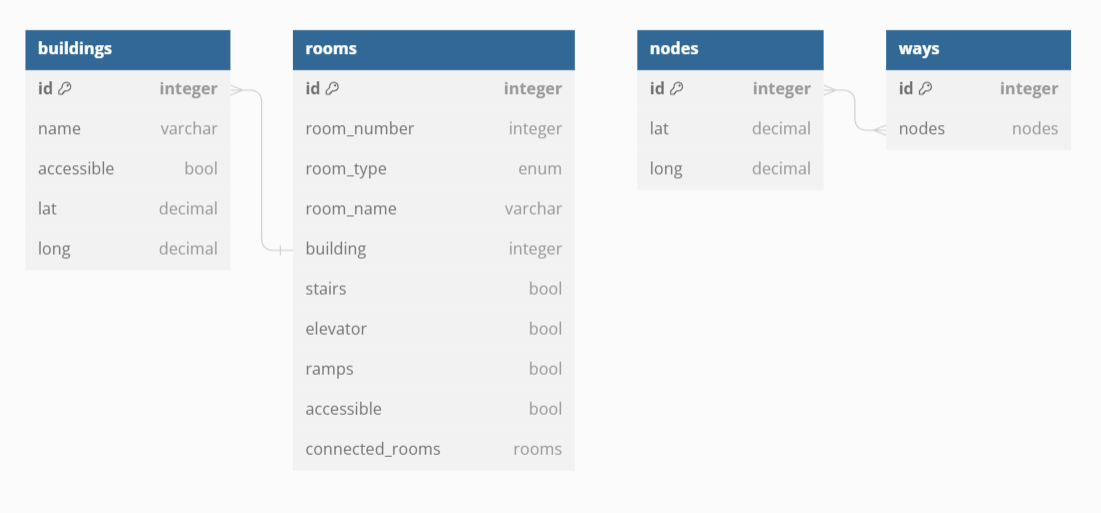 buildings
id integer
name varchar
accessible bool
lat decimal
long decimal
rooms
id integer
room_number integer
room_type enum
room_name varchar
building integer
stairs bool
elevator bool
ramps bool
accessible bool
connected_rooms rooms
nodes
id integer
lat decimal
long decimal
ways
id integer
nodes nodes